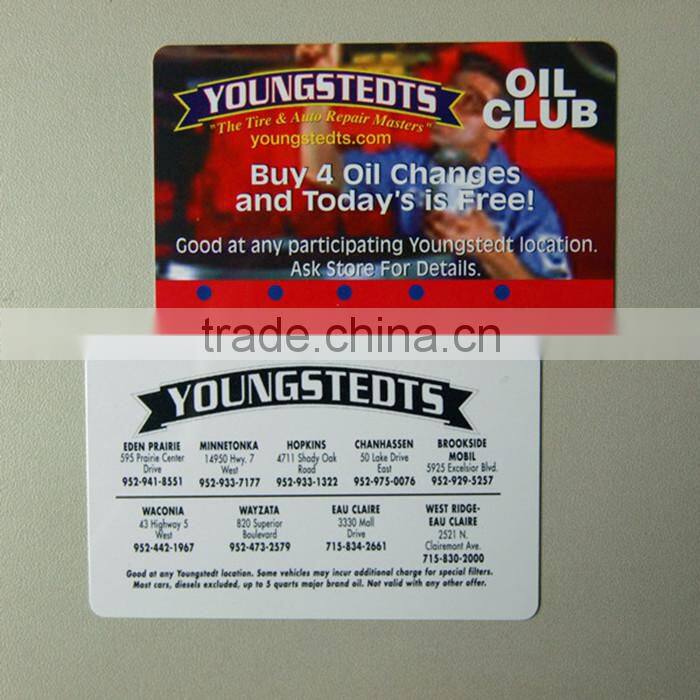 YOUNGSTEDTS
"The Tire & Auto Repair Masters"
youngstedts.com
OIL
CLUB
Buy 4 Oil Changes
and Today's is Free!
Good at any participating Youngstedt location.
Ask Store For Details.
trade.china.cn
YOUNGSTEDTS
EDEN PRAIRIE
595 Prairie Center
Drive
952-941-8551
MINNETONKA
14950 Hwy. 7
West
952-933-7177
HOPKINS
4711 Shady Oak
Road
952-933-1322
CHANHASSEN
50 Lake Drive
East
952-975-0076
BROOKSIDE
MOBIL
5925 Excelsior Blvd.
952-929-5257
WACONIA
43 Highway 5
West
952-442-1967
WAYZATA
820 Superior
Boulevard
952-473-2579
EAU CLAIRE
3330 Mall
Drive
715-834-2661
WEST RIDGE-
EAU CLAIRE
2521 N.
Clairemont Ave.
715-830-2000
Good at any Youngstedt location. Some vehicles may incur additional charge for special filters.
Most cars, diesels excluded, up to 5 quarts major brand oil. Not valid with any other offer.